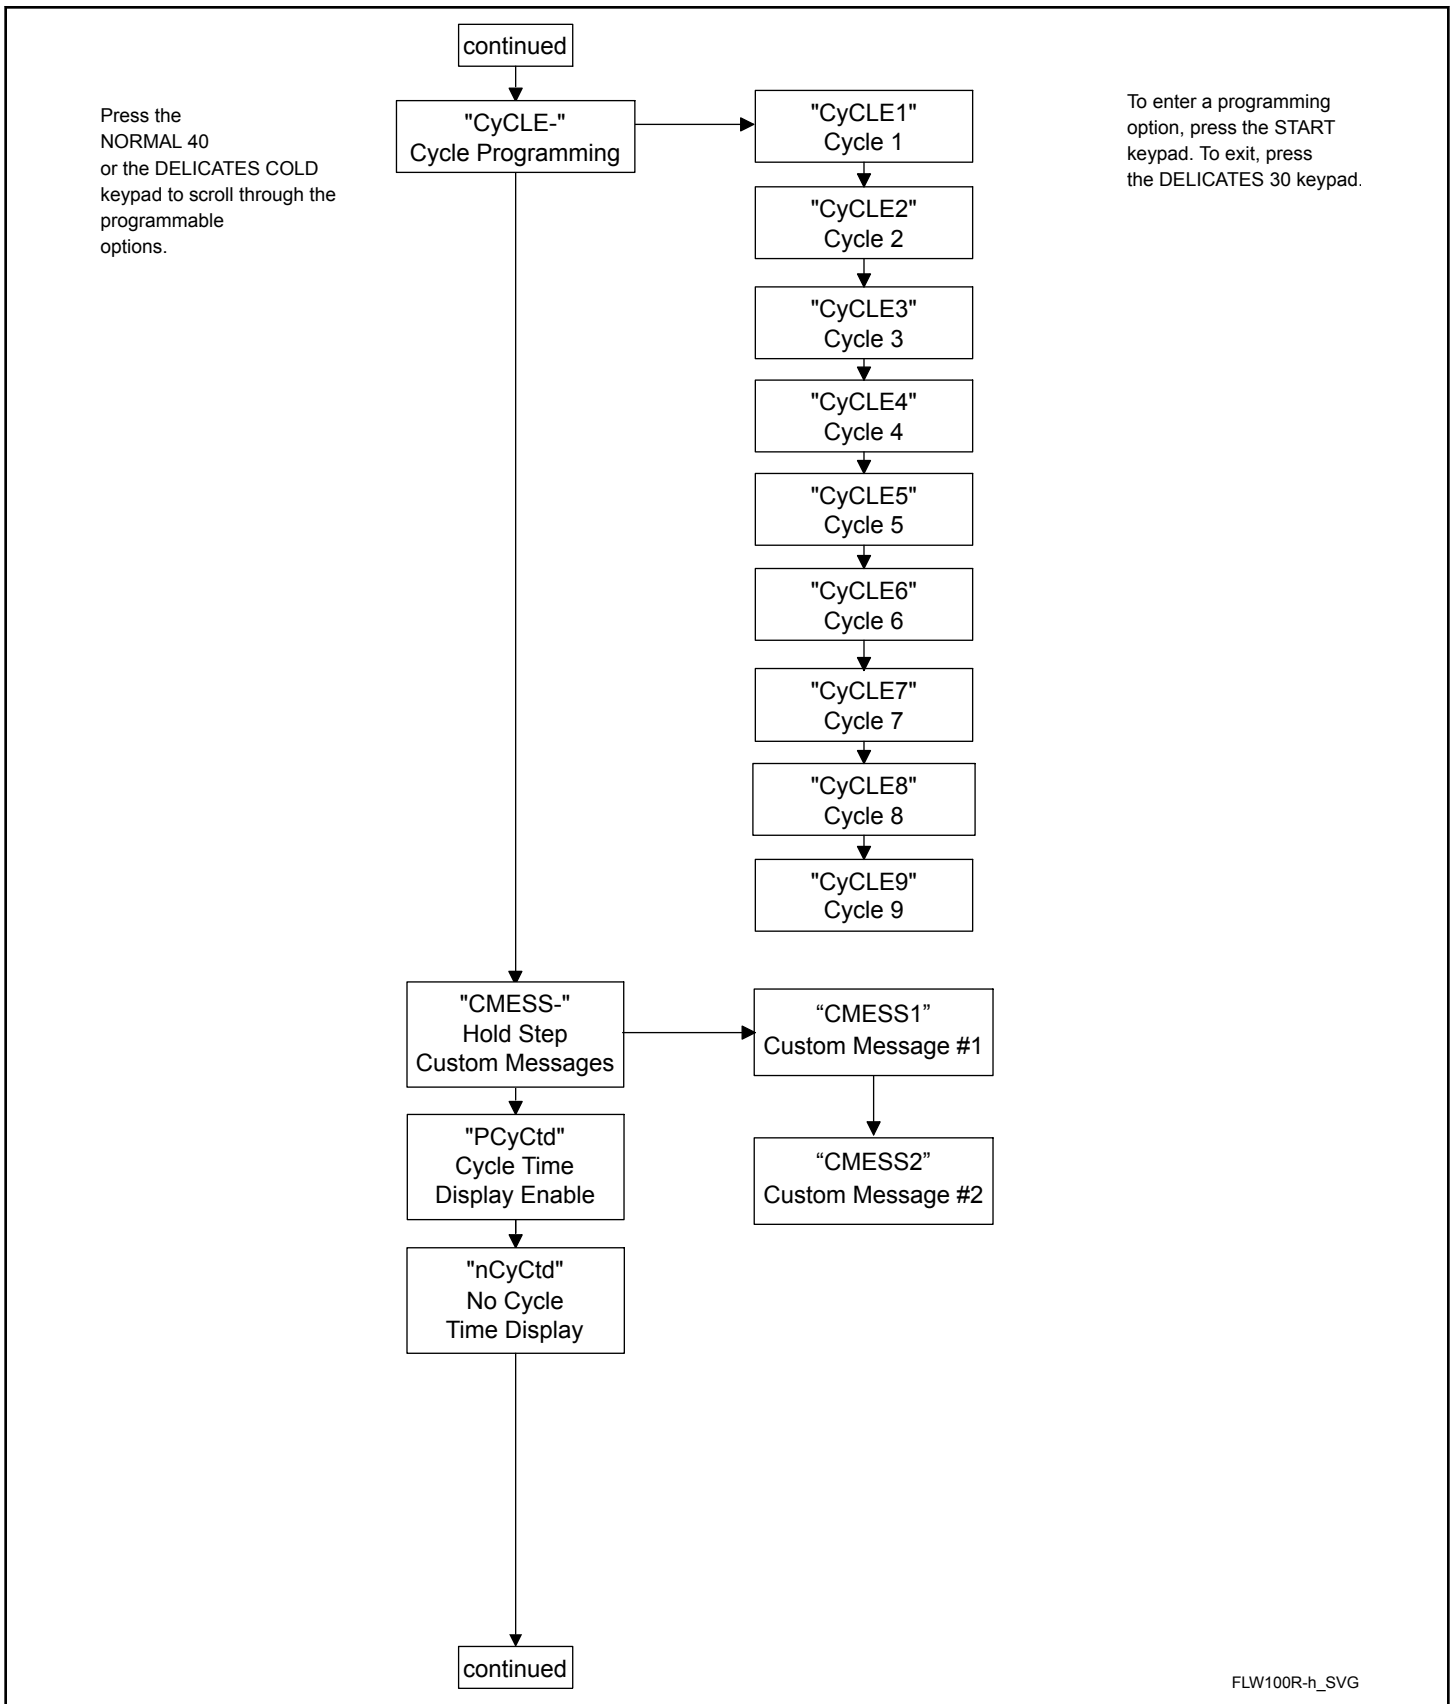 continued
Press the
NORMAL 40
or the DELICATES COLD
keypad to scroll through the
programmable
options.
"CyCLE-"
Cycle Programming
"CyCLE1"
Cycle 1
To enter a programming
option, press the START
keypad. To exit, press
the DELICATES 30 keypad.
"CyCLE2"
Cycle 2
"CyCLE3"
Cycle 3
"CyCLE4"
Cycle 4
"CyCLE5"
Cycle 5
"CyCLE6"
Cycle 6
"CyCLE7"
Cycle 7
"CyCLE8"
Cycle 8
"CyCLE9"
Cycle 9
"CMESS-"
Hold Step
Custom Messages
“CMESS1”
Custom Message #1
"PCyCtd"
Cycle Time
Display Enable
“CMESS2”
Custom Message #2
"nCyCtd"
No Cycle
Time Display
continued
FLW100R-h_SVG